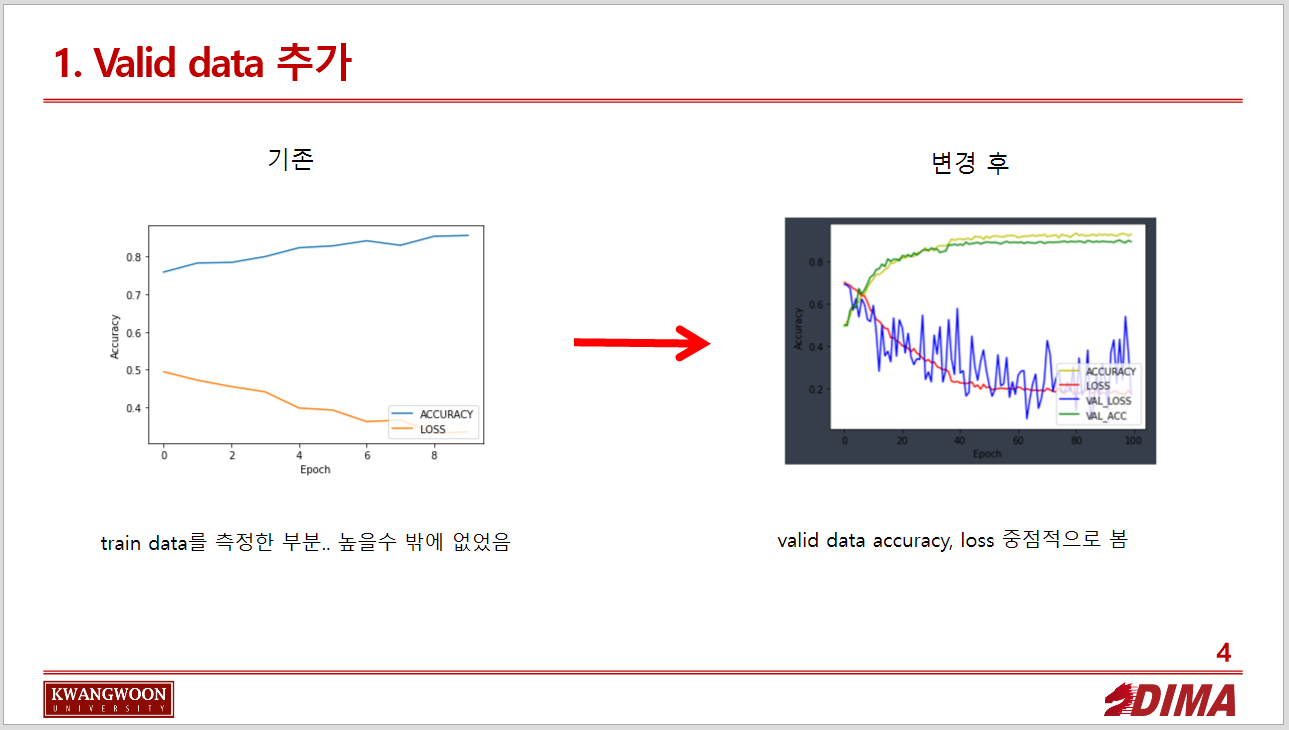 1. Valid data 추가
기존
변경 후
0.8
0.7
0.6
0.5
0.4
Accuracy
ACCURACY
LOSS
0 2 4 6 8
Epoch
0.8
0.6
0.4
0.2
Accuracy
ACCURACY
LOSS
VAL_LOSS
VAL_ACC
0 20 40 60 80 100
Epoch
train data를 측정한 부분.. 높을수 밖에 없었음
valid data accuracy, loss 중점적으로 봄
4
KWANGWOON
UNIVERSITY
DIMA